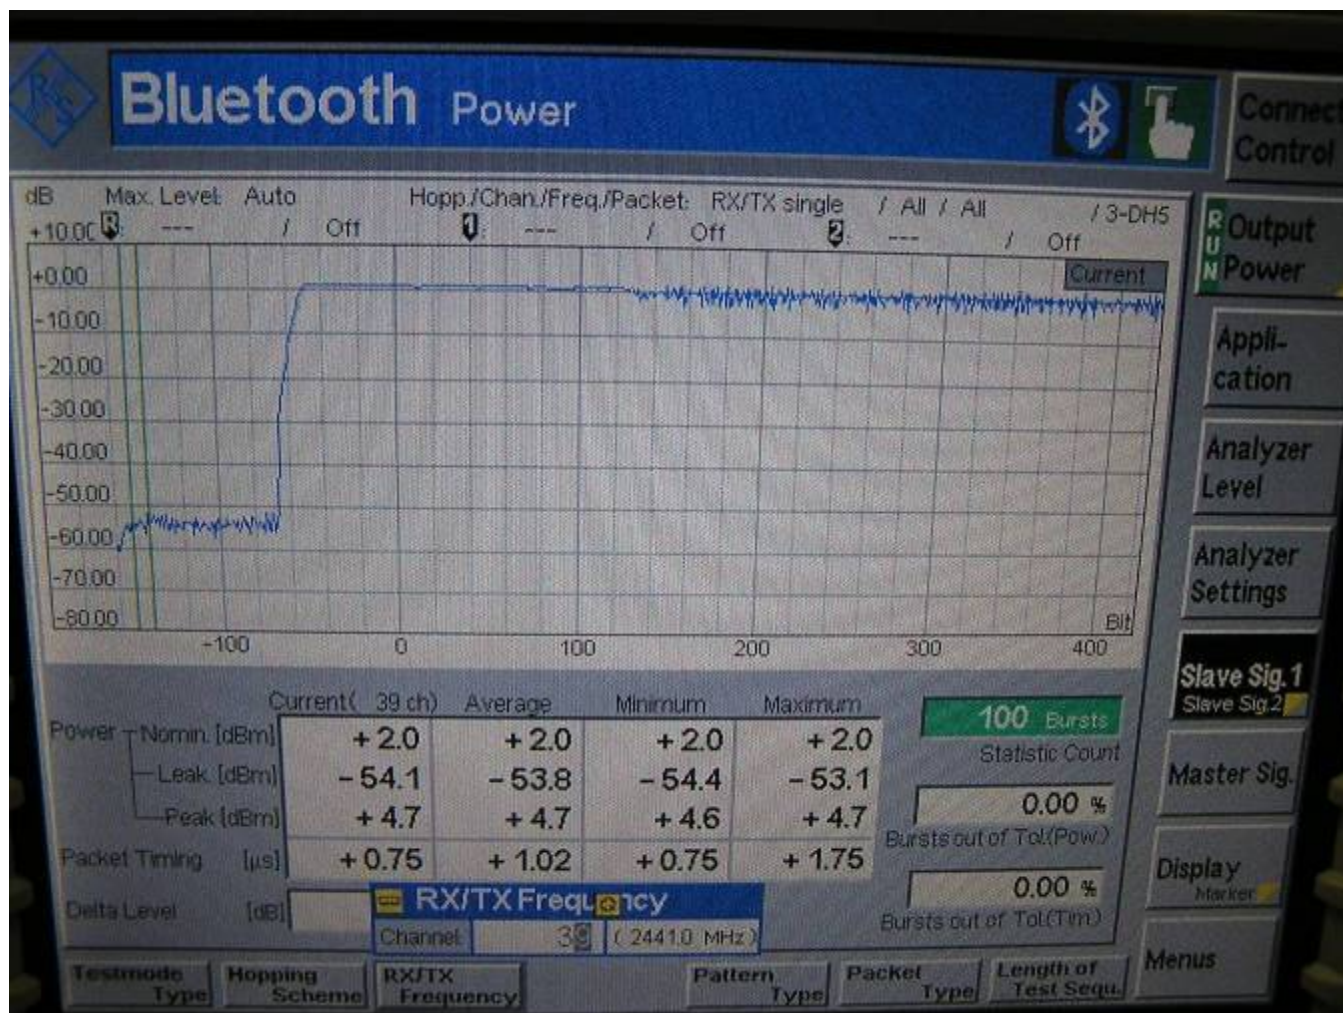 R&S
Bluetooth Power
Connect
Control
dB Max. Level: Auto Hopp./Chan./Freq./Packet: RX/TX single / All / All / 3-DH5
R: --- / Off 1: --- / Off 2: --- / Off
Current
+10.00
+0.00
-10.00
-20.00
-30.00
-40.00
-50.00
-60.00
-70.00
-80.00
Bit
-100 0 100 200 300 400
RUN
Output
Power
Appli-
cation
Analyzer
Level
Analyzer
Settings
Slave Sig.1
Slave Sig.2
Master Sig.
Display
Marker
Menus
Current( 39 ch) Average Minimum Maximum
Power Nomin. [dBm] +2.0 +2.0 +2.0 +2.0
Leak. [dBm] -54.1 -53.8 -54.4 -53.1
Peak [dBm] +4.7 +4.7 +4.6 +4.7
Packet Timing [µs] +0.75 +1.02 +0.75 +1.75
Delta Level [dB]
100 Bursts
Statistic Count
0.00 %
Bursts out of Tol.(Pow.)
0.00 %
Bursts out of Tol.(Tim.)
RX/TX Frequency
Channel: 39 ( 2441.0 MHz )
Testmode
Type
Hopping
Scheme
RX/TX
Frequency
Pattern
Type
Packet
Type
Length of
Test Sequ.